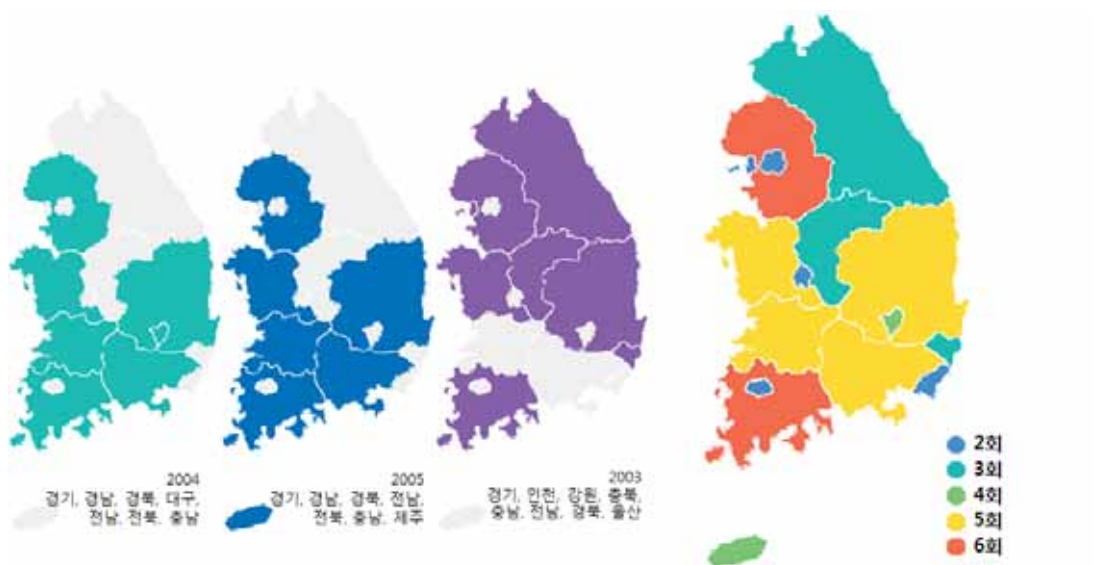 2004
경기, 경남, 경북, 대구,
전남, 전북, 충남
2005
경기, 경남, 경북, 전남,
전북, 충남, 제주
2003
경기, 인천, 강원, 충북,
충남, 전남, 경북, 울산
2회
3회
4회
5회
6회